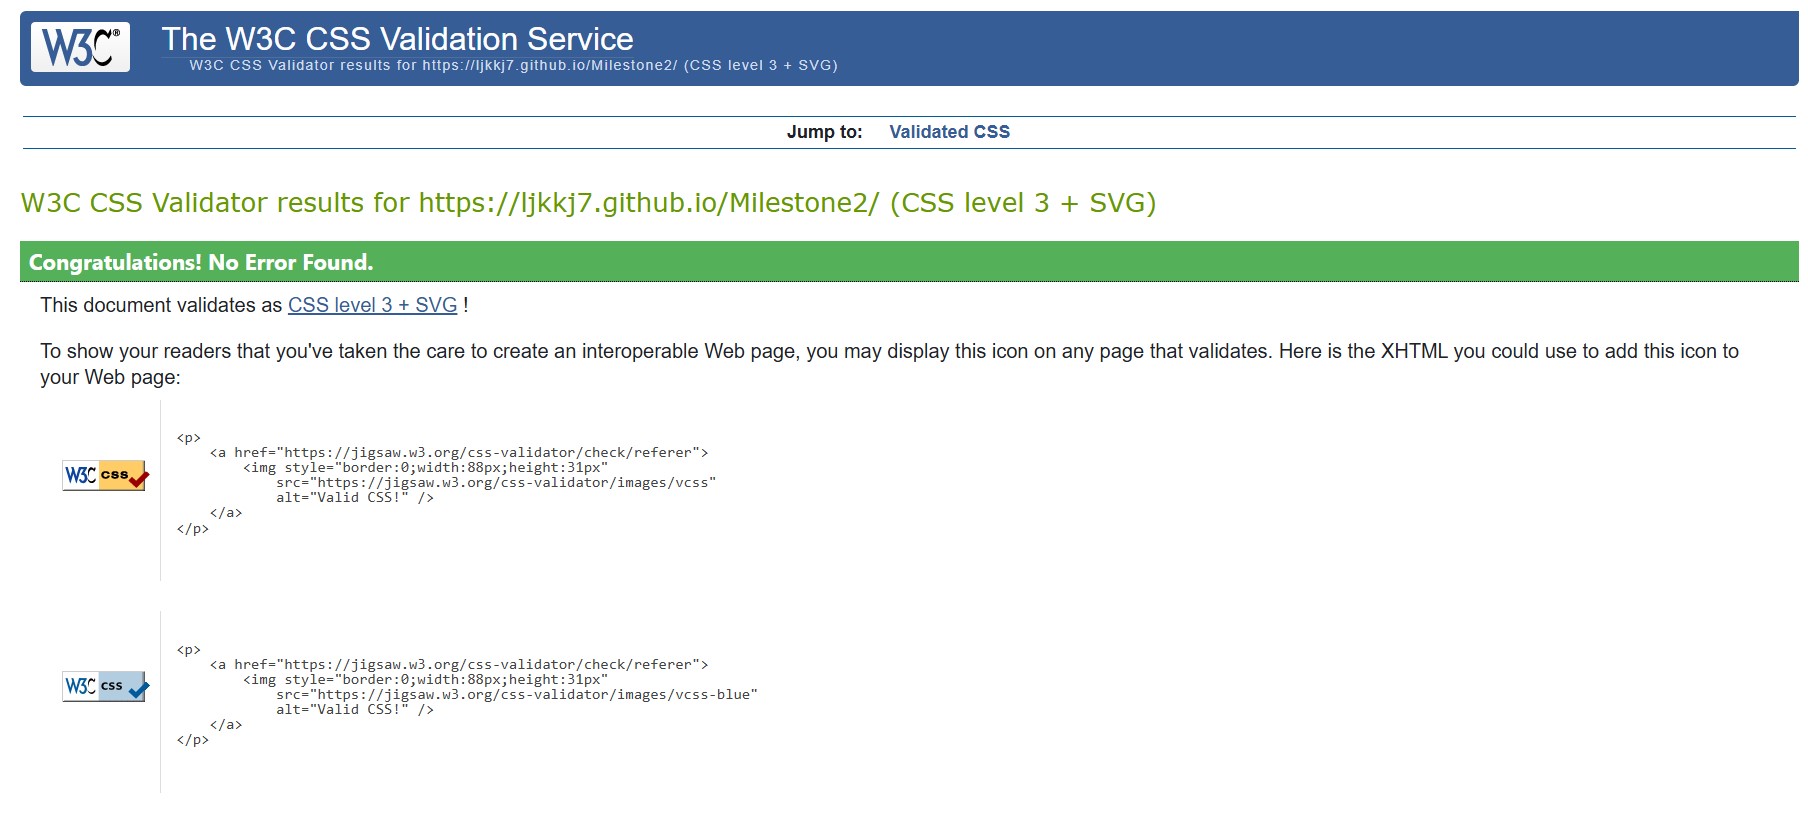 W3C®
The W3C CSS Validation Service
W3C CSS Validator results for https://ljkkj7.github.io/Milestone2/ (CSS level 3 + SVG)
Jump to: Validated CSS
W3C CSS Validator results for https://ljkkj7.github.io/Milestone2/ (CSS level 3 + SVG)
Congratulations! No Error Found.
This document validates as CSS level 3 + SVG !
To show your readers that you've taken the care to create an interoperable Web page, you may display this icon on any page that validates. Here is the XHTML you could use to add this icon to
your Web page:
W3C css
<p>
<a href="https://jigsaw.w3.org/css-validator/check/referer">
<img style="border:0;width:88px;height:31px"
src="https://jigsaw.w3.org/css-validator/images/vcss"
alt="Valid CSS!" />
</a>
</p>
W3C css
<p>
<a href="https://jigsaw.w3.org/css-validator/check/referer">
<img style="border:0;width:88px;height:31px"
src="https://jigsaw.w3.org/css-validator/images/vcss-blue"
alt="Valid CSS!" />
</a>
</p>